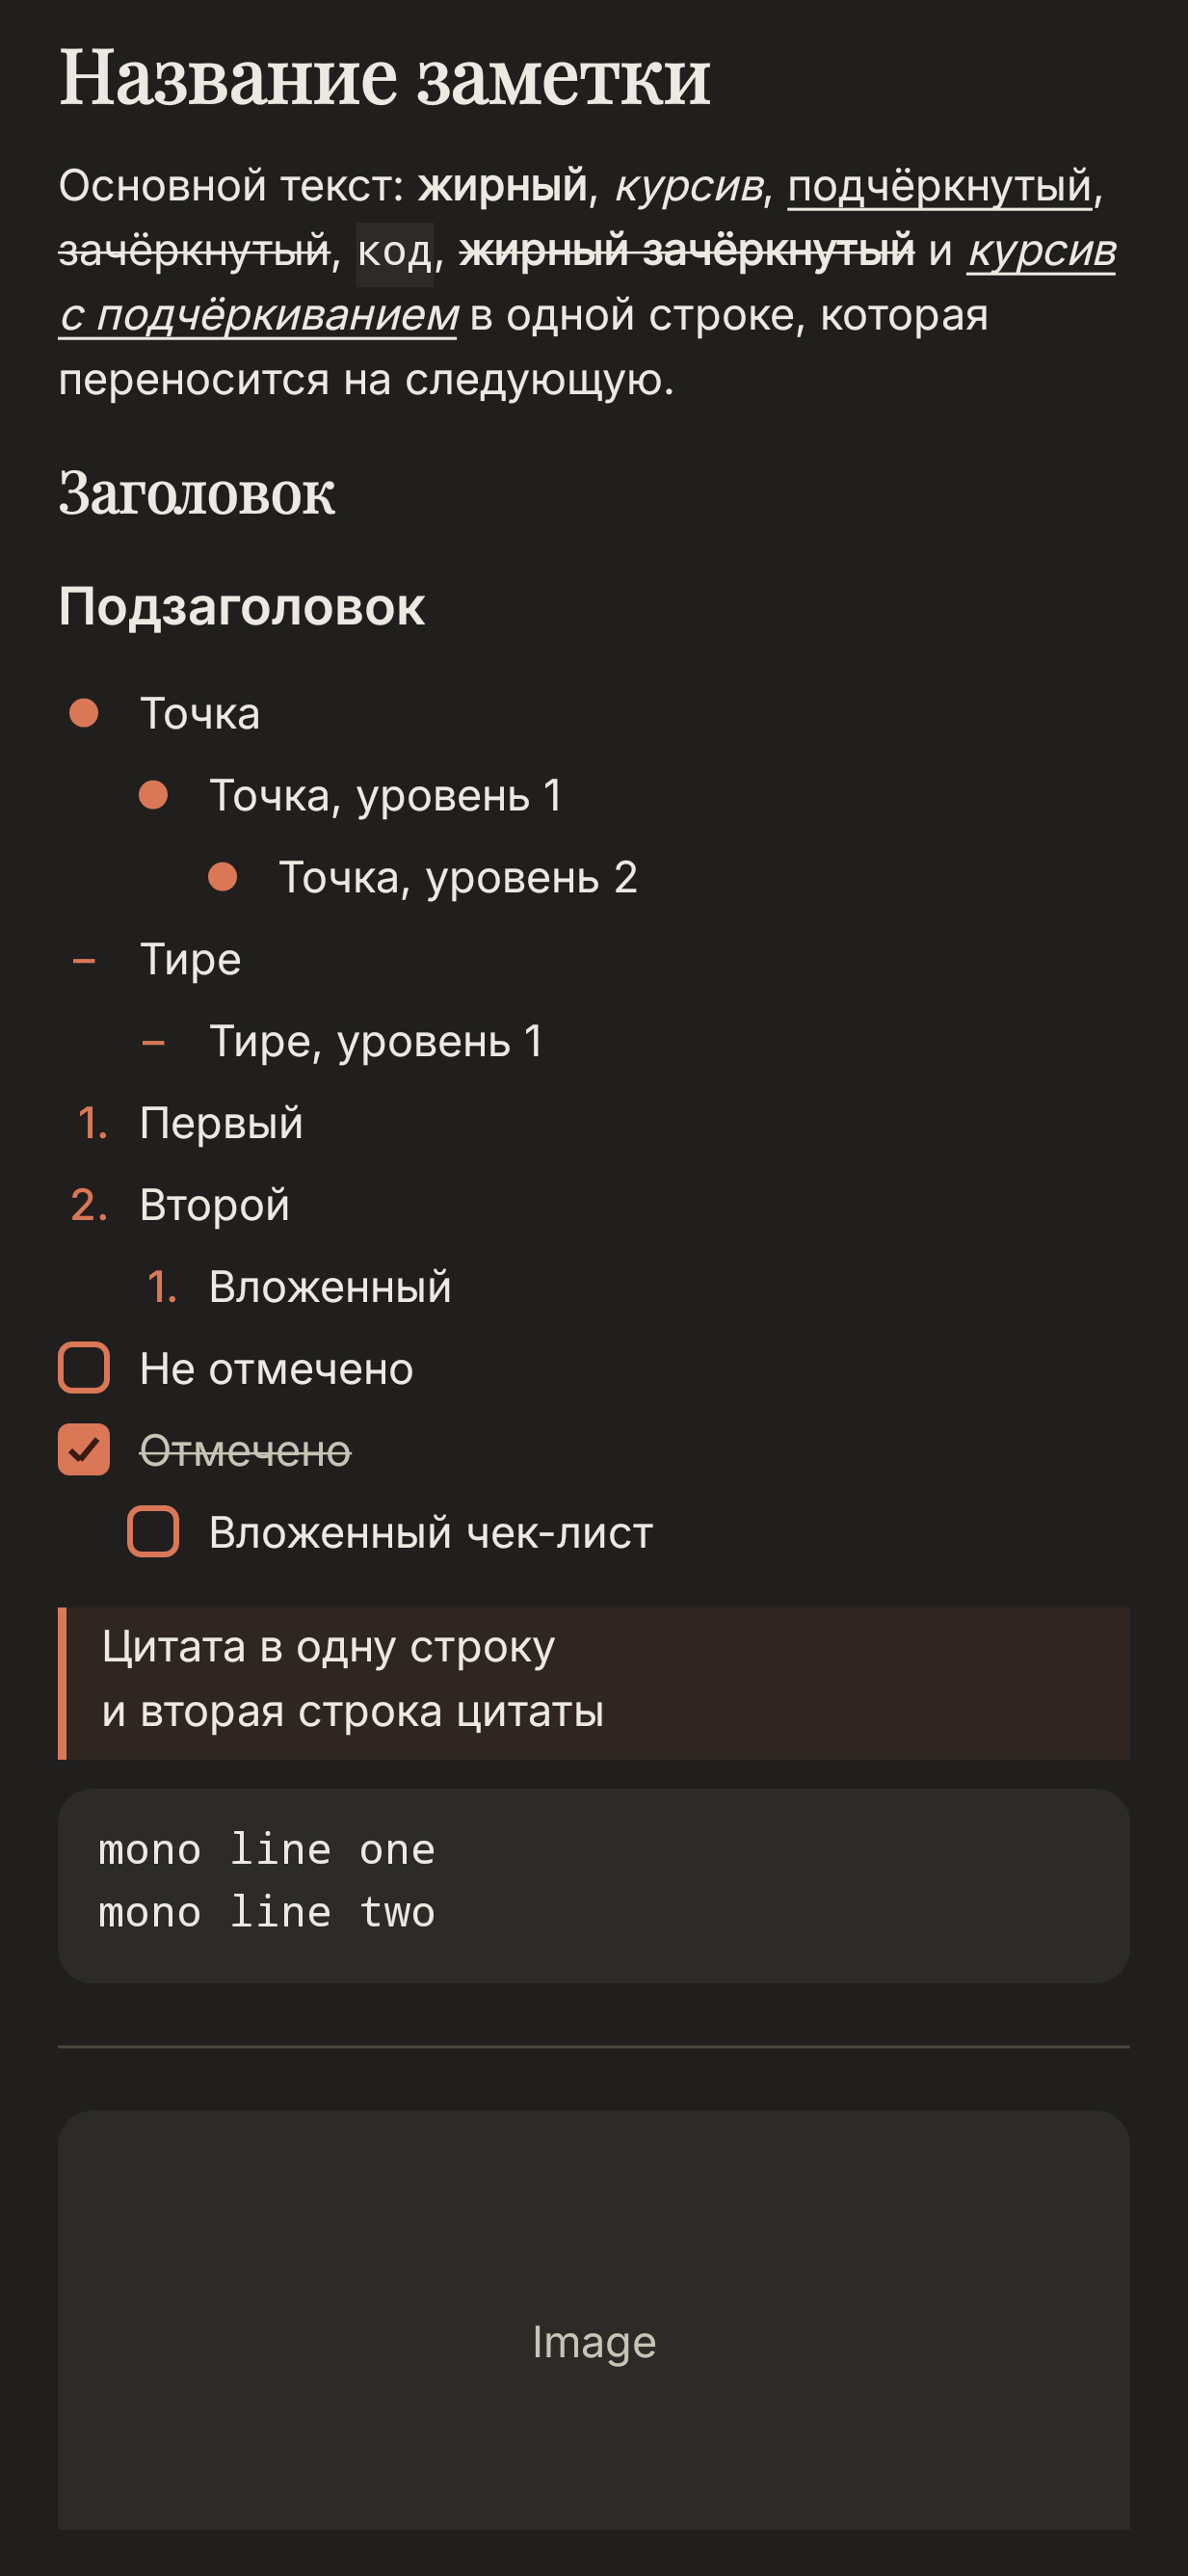 Название заметки
Основной текст: жирный, курсив, подчёркнутый,
зачёркнутый, код, жирный зачёркнутый и курсив
с подчёркиванием в одной строке, которая
переносится на следующую.
Заголовок
Подзаголовок
Точка
Точка, уровень 1
Точка, уровень 2
– Тире
– Тире, уровень 1
1. Первый
2. Второй
1. Вложенный
Не отмечено
Отмечено
Вложенный чек-лист
Цитата в одну строку
и вторая строка цитаты
mono line one
mono line two
Image